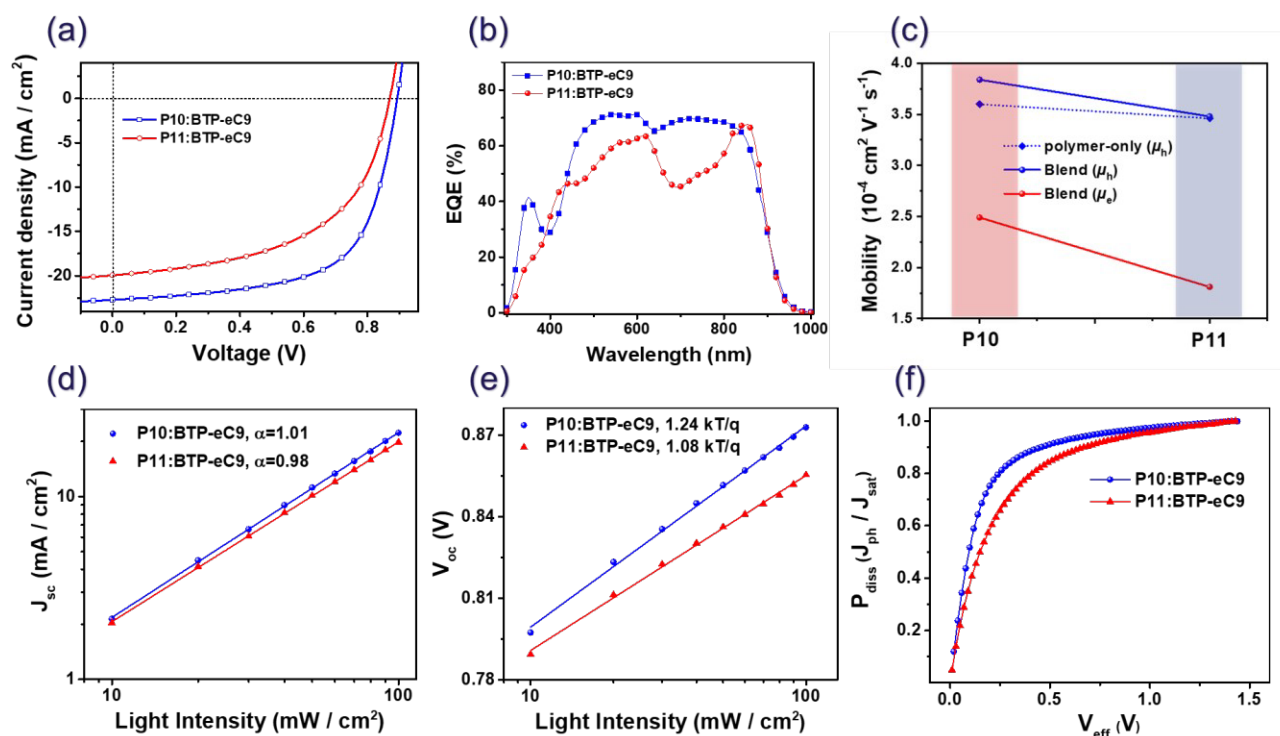 (a)
Current density (mA / cm²)
0
-5
-10
-15
-20
P10:BTP-eC9
P11:BTP-eC9
0.0 0.2 0.4 0.6 0.8
Voltage (V)
(b)
EQE (%)
80
60
40
20
0
P10:BTP-eC9
P11:BTP-eC9
400 600 800 1000
Wavelength (nm)
(c)
Mobility (10⁻⁴ cm² V⁻¹ s⁻¹)
4.0
3.5
3.0
2.5
2.0
1.5
polymer-only (μₕ)
Blend (μₕ)
Blend (μₑ)
P10 P11
(d)
J_sc (mA / cm²)
10
1
P10:BTP-eC9, α=1.01
P11:BTP-eC9, α=0.98
10 100
Light Intensity (mW / cm²)
(e)
V_oc (V)
0.87
0.84
0.81
0.78
P10:BTP-eC9, 1.24 kT/q
P11:BTP-eC9, 1.08 kT/q
10 100
Light Intensity (mW / cm²)
(f)
P_diss (J_ph / J_sat)
1.0
0.8
0.6
0.4
0.2
P10:BTP-eC9
P11:BTP-eC9
0.0 0.5 1.0 1.5
V_eff (V)